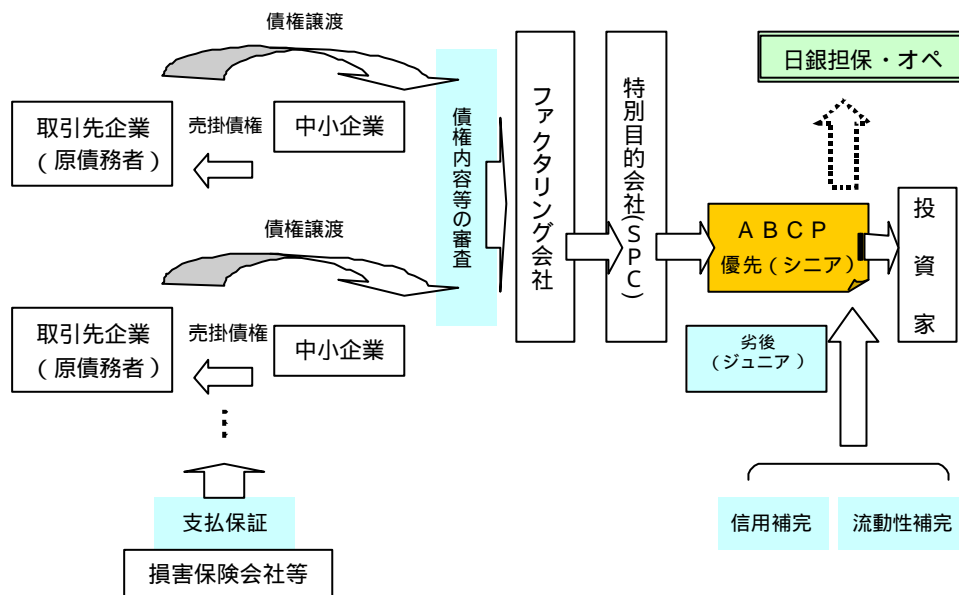 債権譲渡
取引先企業
（原債務者）
売掛債権
中小企業
債権譲渡
取引先企業
（原債務者）
売掛債権
中小企業
支払保証
損害保険会社等
債権内容等の審査
ファクタリング会社
特別目的会社(SPC)
日銀担保・オペ
ＡＢＣＰ
優先（シニア）
劣後
（ジュニア）
投資家
信用補完
流動性補完